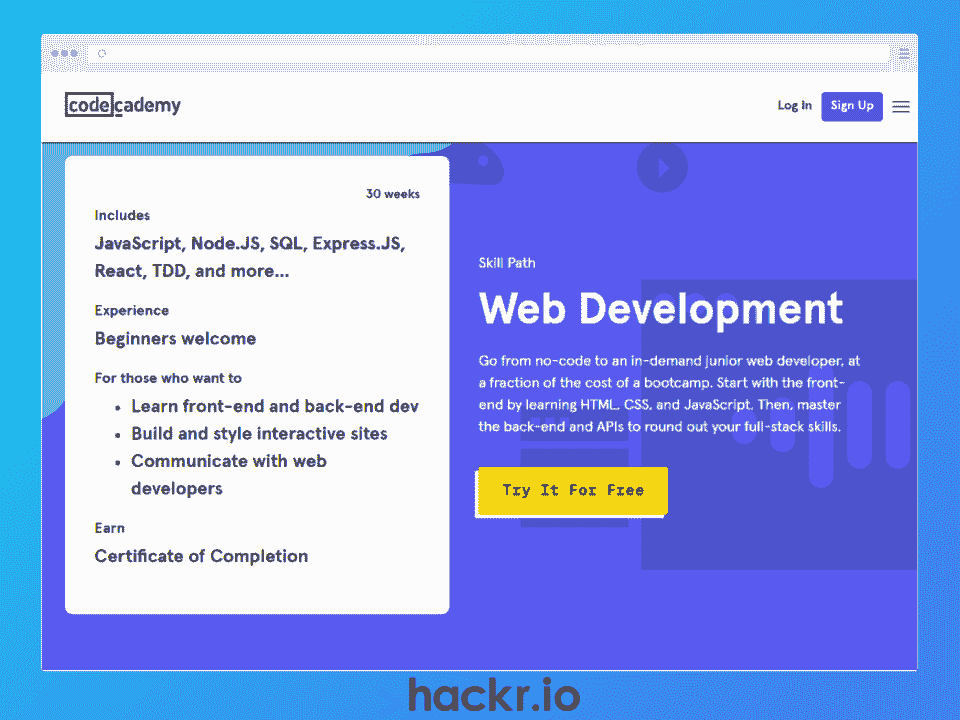 codecademy
Log In
Sign Up
30 weeks
Includes
JavaScript, Node.JS, SQL, Express.JS,
React, TDD, and more...
Experience
Beginners welcome
For those who want to
• Learn front-end and back-end dev
• Build and style interactive sites
• Communicate with web
developers
Earn
Certificate of Completion
Skill Path
Web Development
Go from no-code to an in-demand junior web developer, at
a fraction of the cost of a bootcamp. Start with the front-
end by learning HTML, CSS, and JavaScript. Then, master
the back-end and APIs to round out your full-stack skills.
Try It For Free
hackr.io